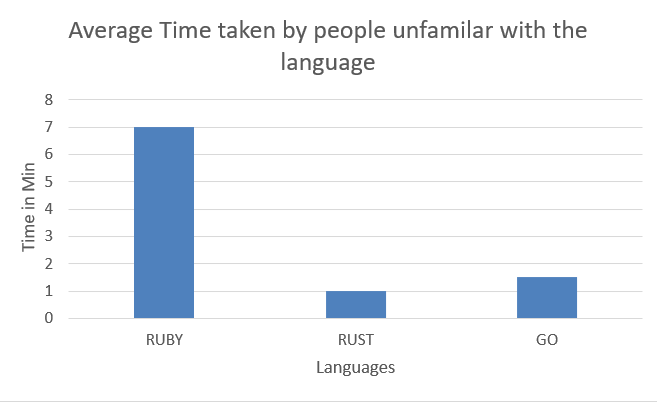 Average Time taken by people unfamilar with the
language
8
7
6
5
4
3
2
1
0
Time in Min
RUBY RUST GO
Languages